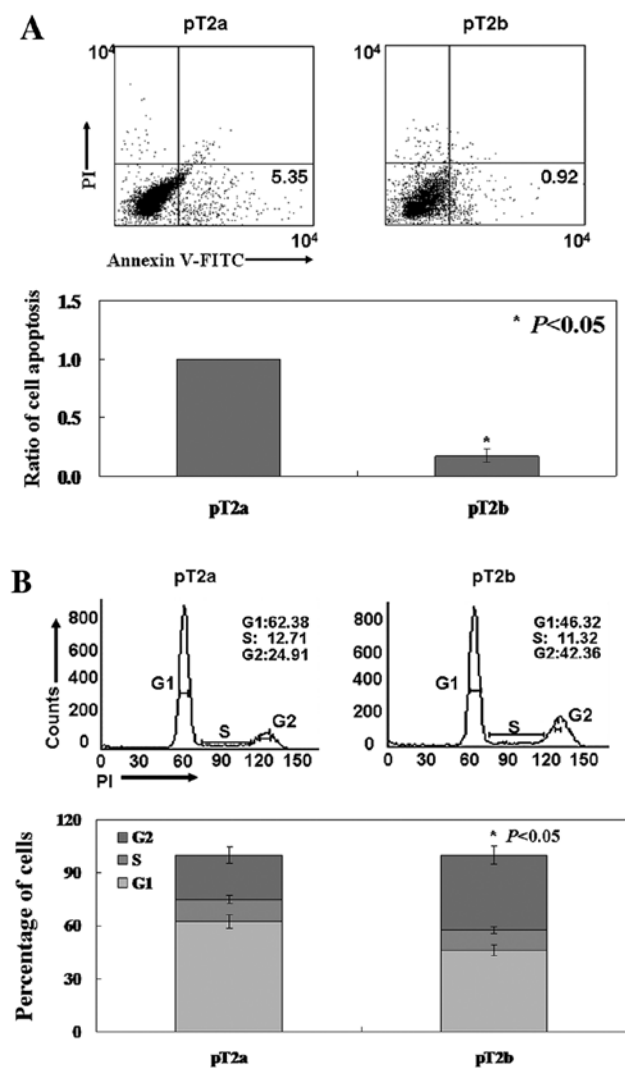 A
pT2a
pT2b
10⁴
10⁴
PI
5.35
0.92
10⁴
10⁴
Annexin V-FITC
Ratio of cell apoptosis
1.5
1.0
0.5
0.0
* P<0.05
*
pT2a
pT2b
B
pT2a
pT2b
Counts
800
600
400
200
0
G1:62.38
S: 12.71
G2:24.91
G1
S
G2
0 30 60 90 120 150
PI
800
600
400
200
0
G1:46.32
S: 11.32
G2:42.36
G1
S
G2
0 30 60 90 120 150
Percentage of cells
120
90
60
30
0
G2
S
G1
* P<0.05
pT2a
pT2b